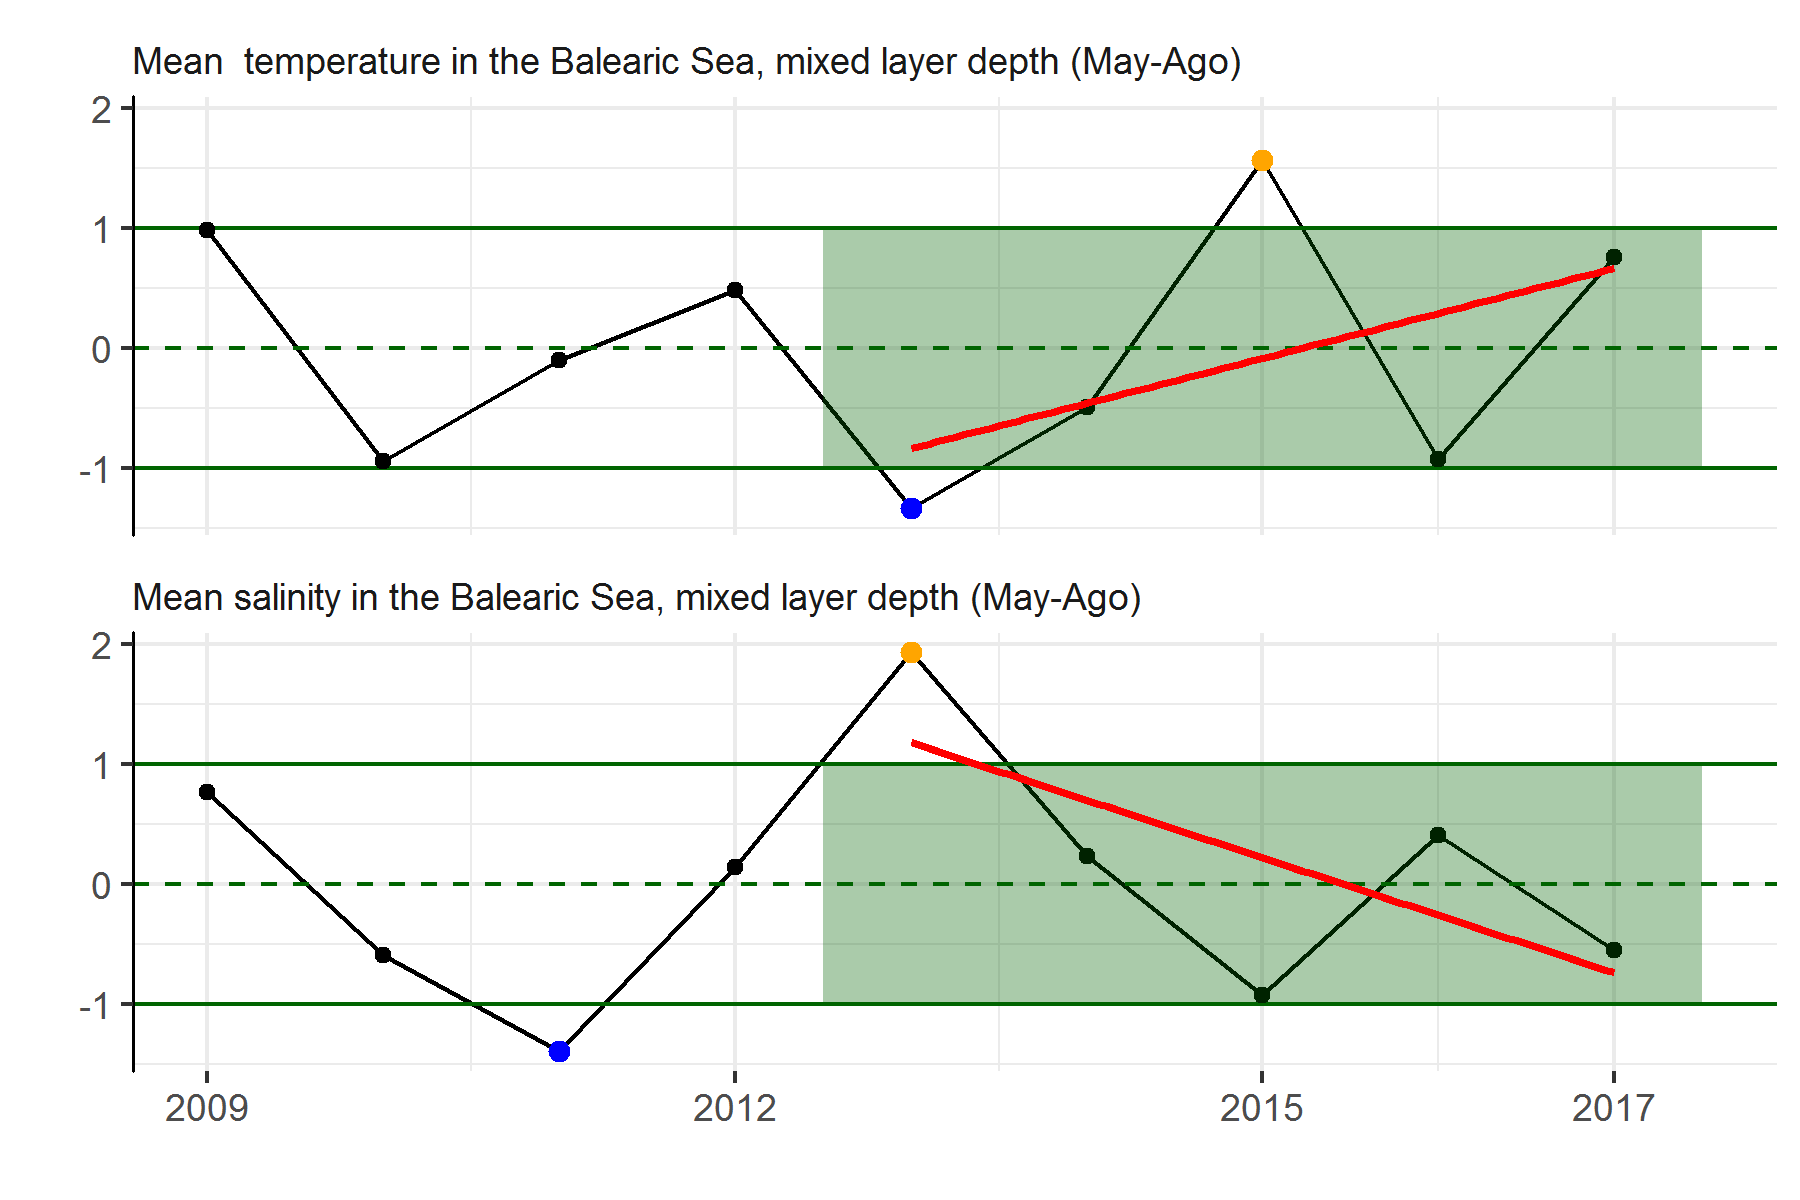 Mean  temperature in the Balearic Sea, mixed layer depth (May-Ago)
2
1
0
-1
Mean salinity in the Balearic Sea, mixed layer depth (May-Ago)
2
1
0
-1
2009 2012 2015 2017